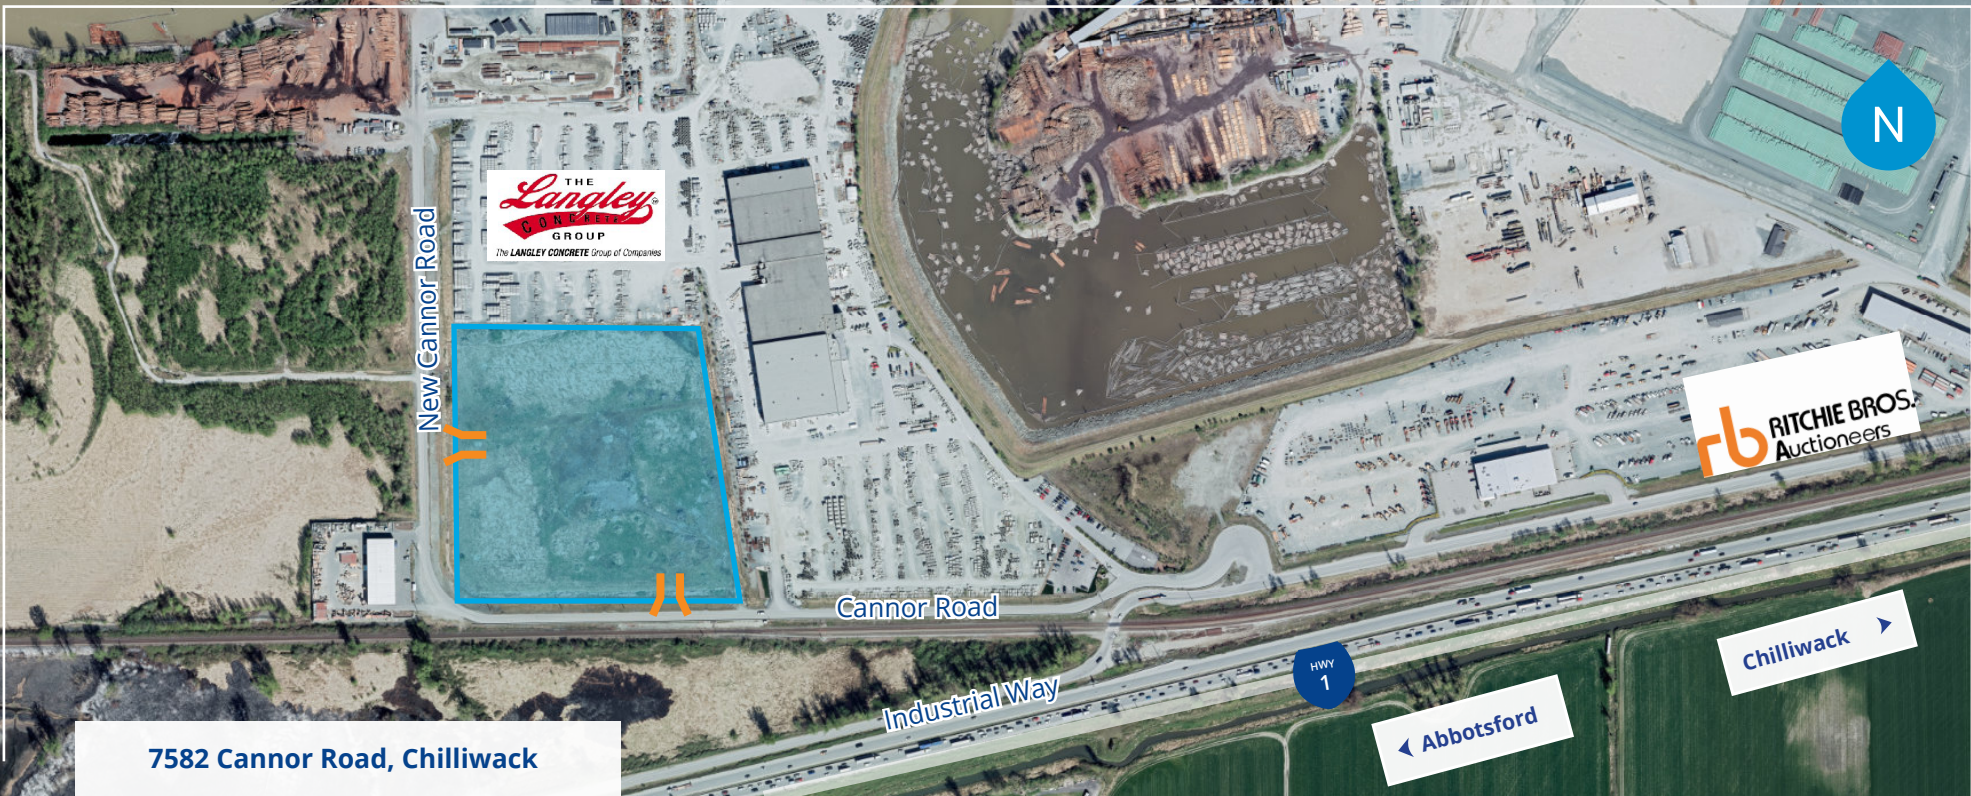 N
THE
Langley
CONCRETE
GROUP
The LANGLEY CONCRETE Group of Companies
New Cannor Road
rb RITCHIE BROS.
Auctioneers
Cannor Road
Industrial Way
HWY
1
Chilliwack
Abbotsford
7582 Cannor Road, Chilliwack